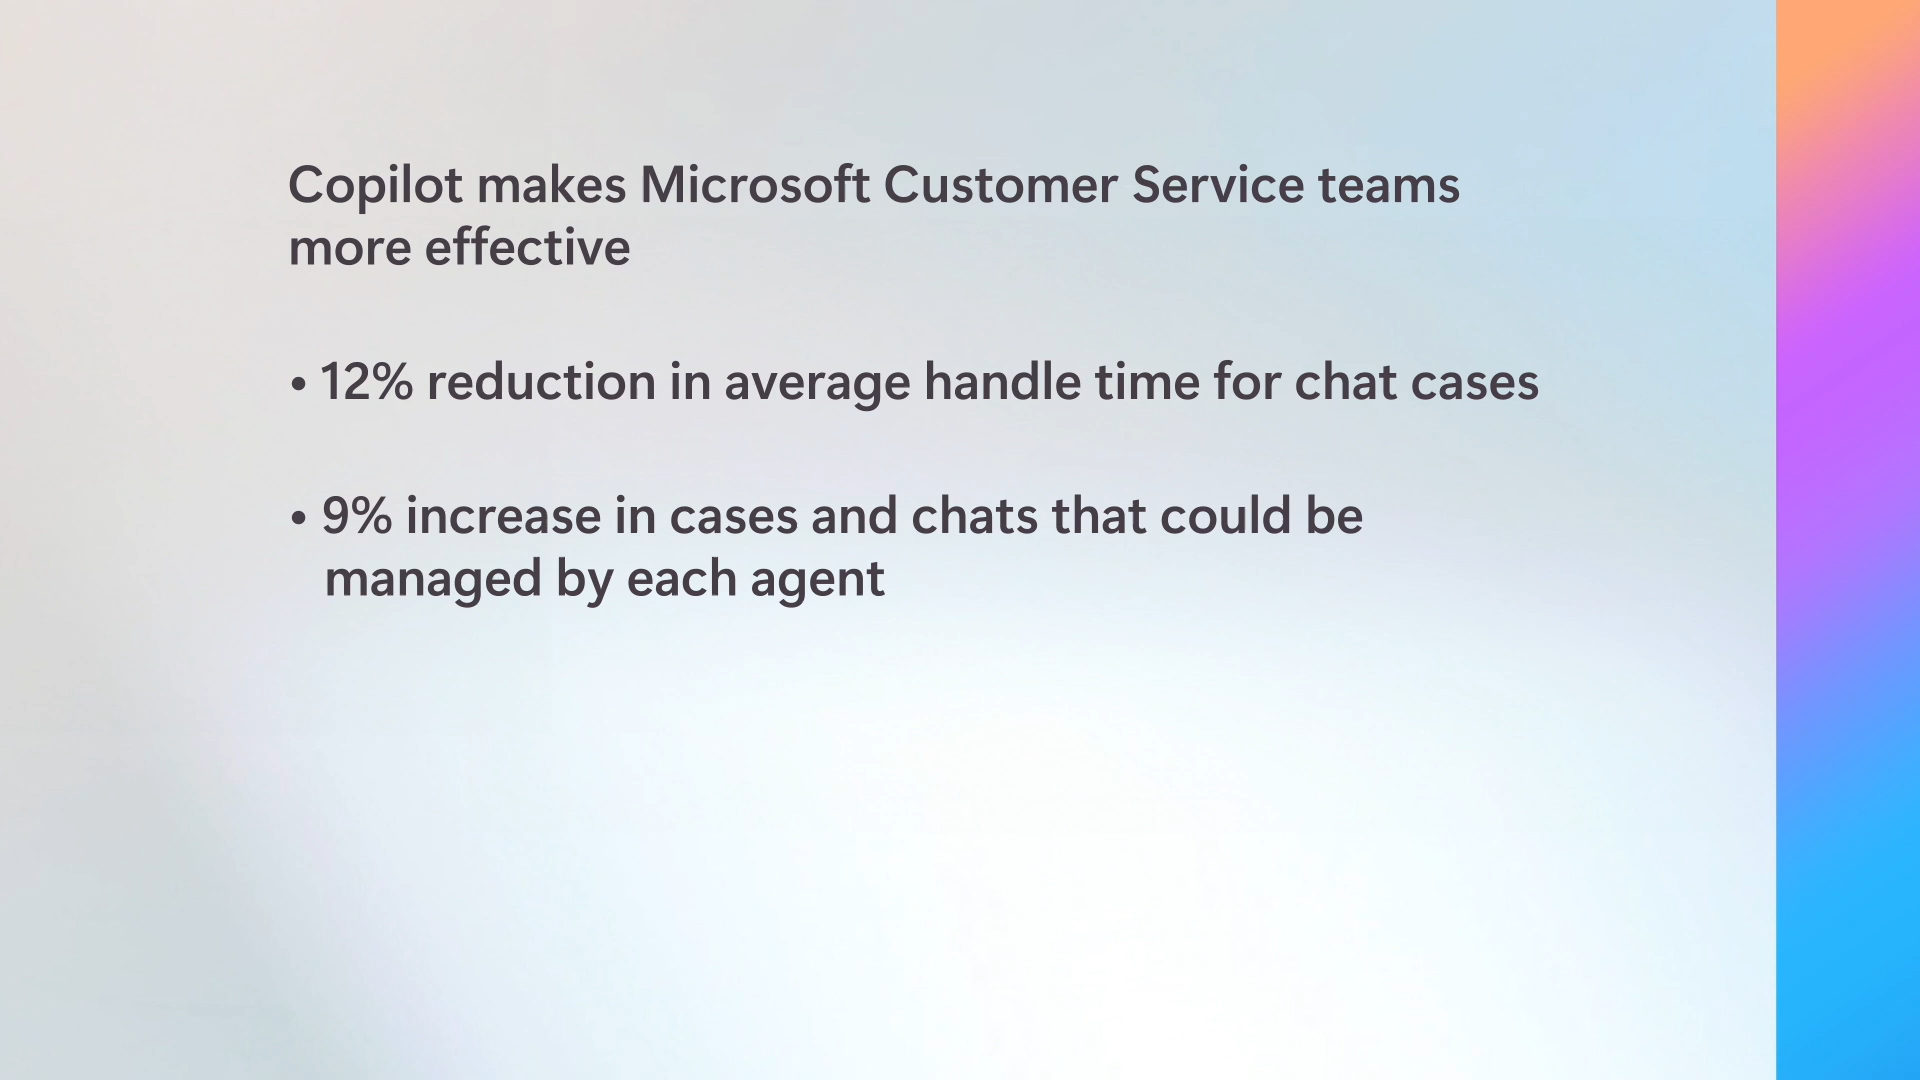 Copilot makes Microsoft Customer Service teams
more effective
• 12% reduction in average handle time for chat cases
• 9% increase in cases and chats that could be
managed by each agent